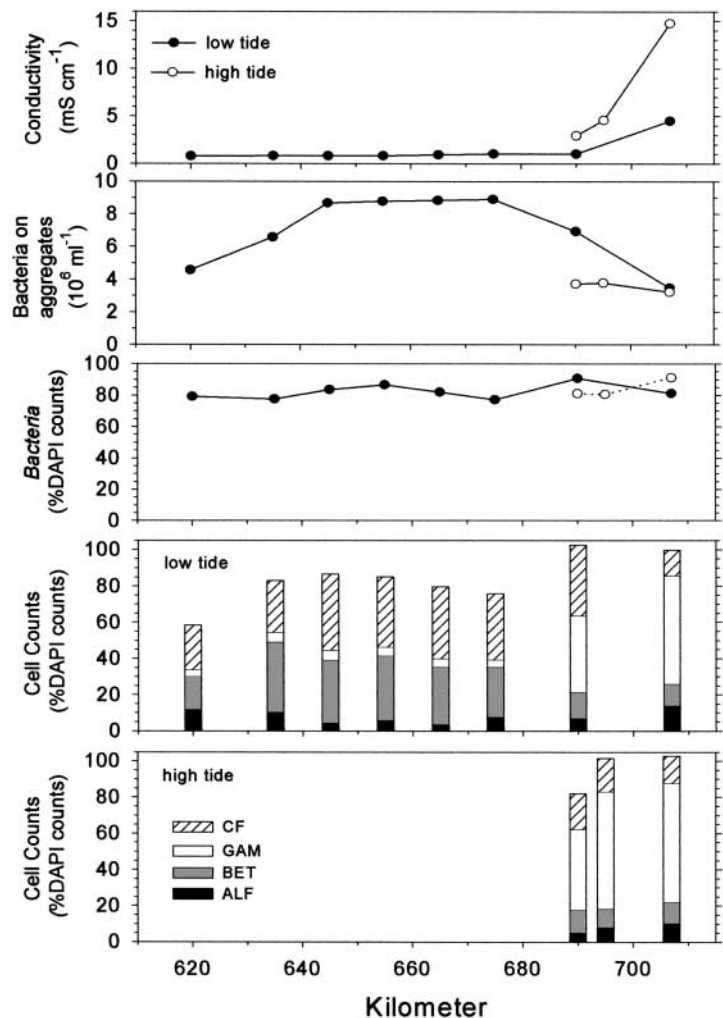 15
10
5
0
Conductivity
(mS cm⁻¹)
low tide
high tide
10
8
6
4
2
0
Bacteria on
aggregates
(10⁶ ml⁻¹)
100
80
60
40
20
0
Bacteria
(%DAPI counts)
100
80
60
40
20
0
Cell Counts
(%DAPI counts)
low tide
100
80
60
40
20
0
Cell Counts
(%DAPI counts)
high tide
CF
GAM
BET
ALF
620 640 660 680 700
Kilometer